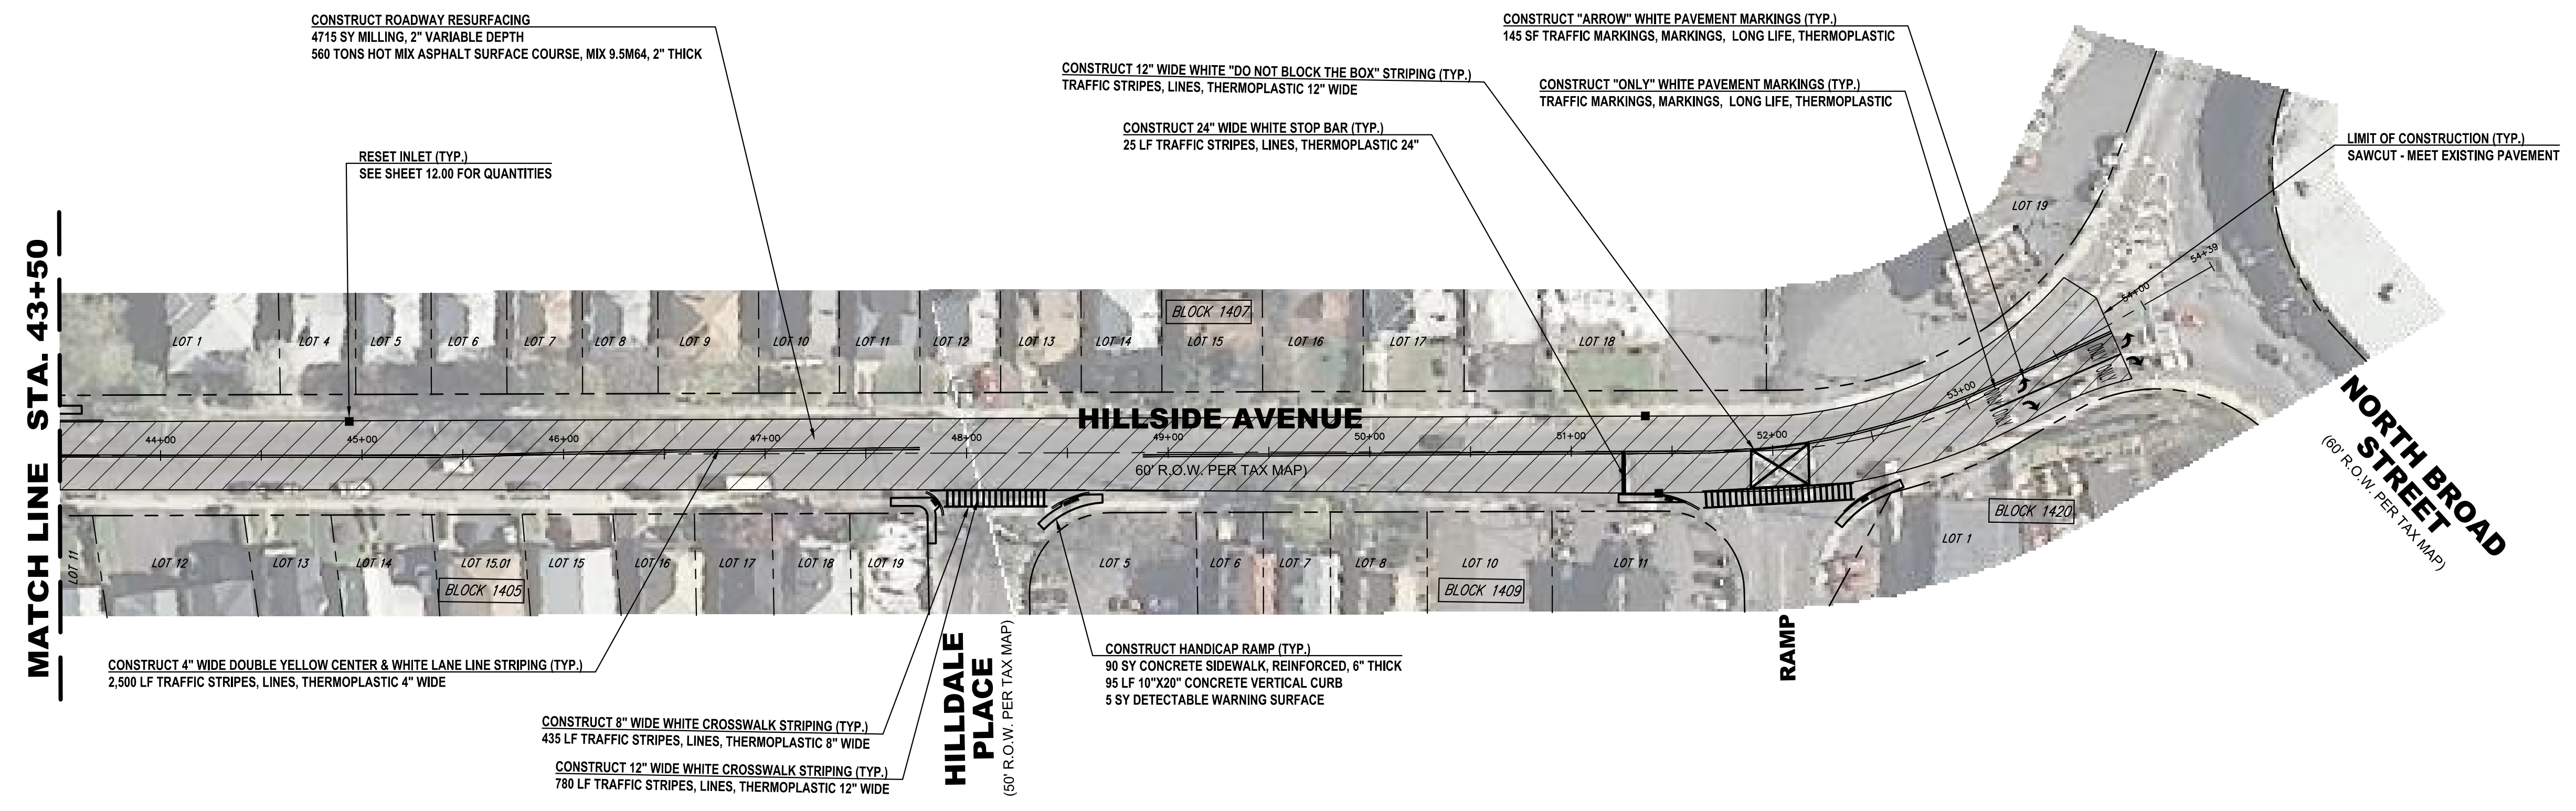 CONSTRUCT ROADWAY RESURFACING
4715 SY MILLING, 2" VARIABLE DEPTH
560 TONS HOT MIX ASPHALT SURFACE COURSE, MIX 9.5M64, 2" THICK
RESET INLET (TYP.)
SEE SHEET 12.00 FOR QUANTITIES
CONSTRUCT 12" WIDE WHITE "DO NOT BLOCK THE BOX" STRIPING (TYP.)
TRAFFIC STRIPES, LINES, THERMOPLASTIC 12" WIDE
CONSTRUCT 24" WIDE WHITE STOP BAR (TYP.)
25 LF TRAFFIC STRIPES, LINES, THERMOPLASTIC 24"
CONSTRUCT "ARROW" WHITE PAVEMENT MARKINGS (TYP.)
145 SF TRAFFIC MARKINGS, MARKINGS, LONG LIFE, THERMOPLASTIC
CONSTRUCT "ONLY" WHITE PAVEMENT MARKINGS (TYP.)
TRAFFIC MARKINGS, MARKINGS, LONG LIFE, THERMOPLASTIC
LIMIT OF CONSTRUCTION (TYP.)
SAWCUT - MEET EXISTING PAVEMENT
MATCH LINE STA. 43+50
LOT 1
LOT 4
LOT 5
LOT 6
LOT 7
LOT 8
LOT 9
LOT 10
LOT 11
LOT 12
LOT 13
LOT 14
BLOCK 1407
LOT 15
LOT 16
LOT 17
LOT 18
LOT 19
HILLSIDE AVENUE
44+00
45+00
46+00
47+00
48+00
49+00
50+00
51+00
52+00
53+00
54+00
54+39
ONLY ONLY
ONLY ONLY
60' R.O.W. PER TAX MAP)
LOT 11
LOT 12
LOT 13
LOT 14
LOT 15.01
BLOCK 1405
LOT 15
LOT 16
LOT 17
LOT 18
LOT 19
LOT 5
LOT 6
LOT 7
LOT 8
LOT 10
BLOCK 1409
LOT 11
BLOCK 1420
LOT 1
NORTH BROAD
STREET
(60' R.O.W. PER TAX MAP)
CONSTRUCT 4" WIDE DOUBLE YELLOW CENTER & WHITE LANE LINE STRIPING (TYP.)
2,500 LF TRAFFIC STRIPES, LINES, THERMOPLASTIC 4" WIDE
CONSTRUCT 8" WIDE WHITE CROSSWALK STRIPING (TYP.)
435 LF TRAFFIC STRIPES, LINES, THERMOPLASTIC 8" WIDE
CONSTRUCT 12" WIDE WHITE CROSSWALK STRIPING (TYP.)
780 LF TRAFFIC STRIPES, LINES, THERMOPLASTIC 12" WIDE
HILLDALE
PLACE
(50' R.O.W. PER TAX MAP)
CONSTRUCT HANDICAP RAMP (TYP.)
90 SY CONCRETE SIDEWALK, REINFORCED, 6" THICK
95 LF 10"X20" CONCRETE VERTICAL CURB
5 SY DETECTABLE WARNING SURFACE
RAMP